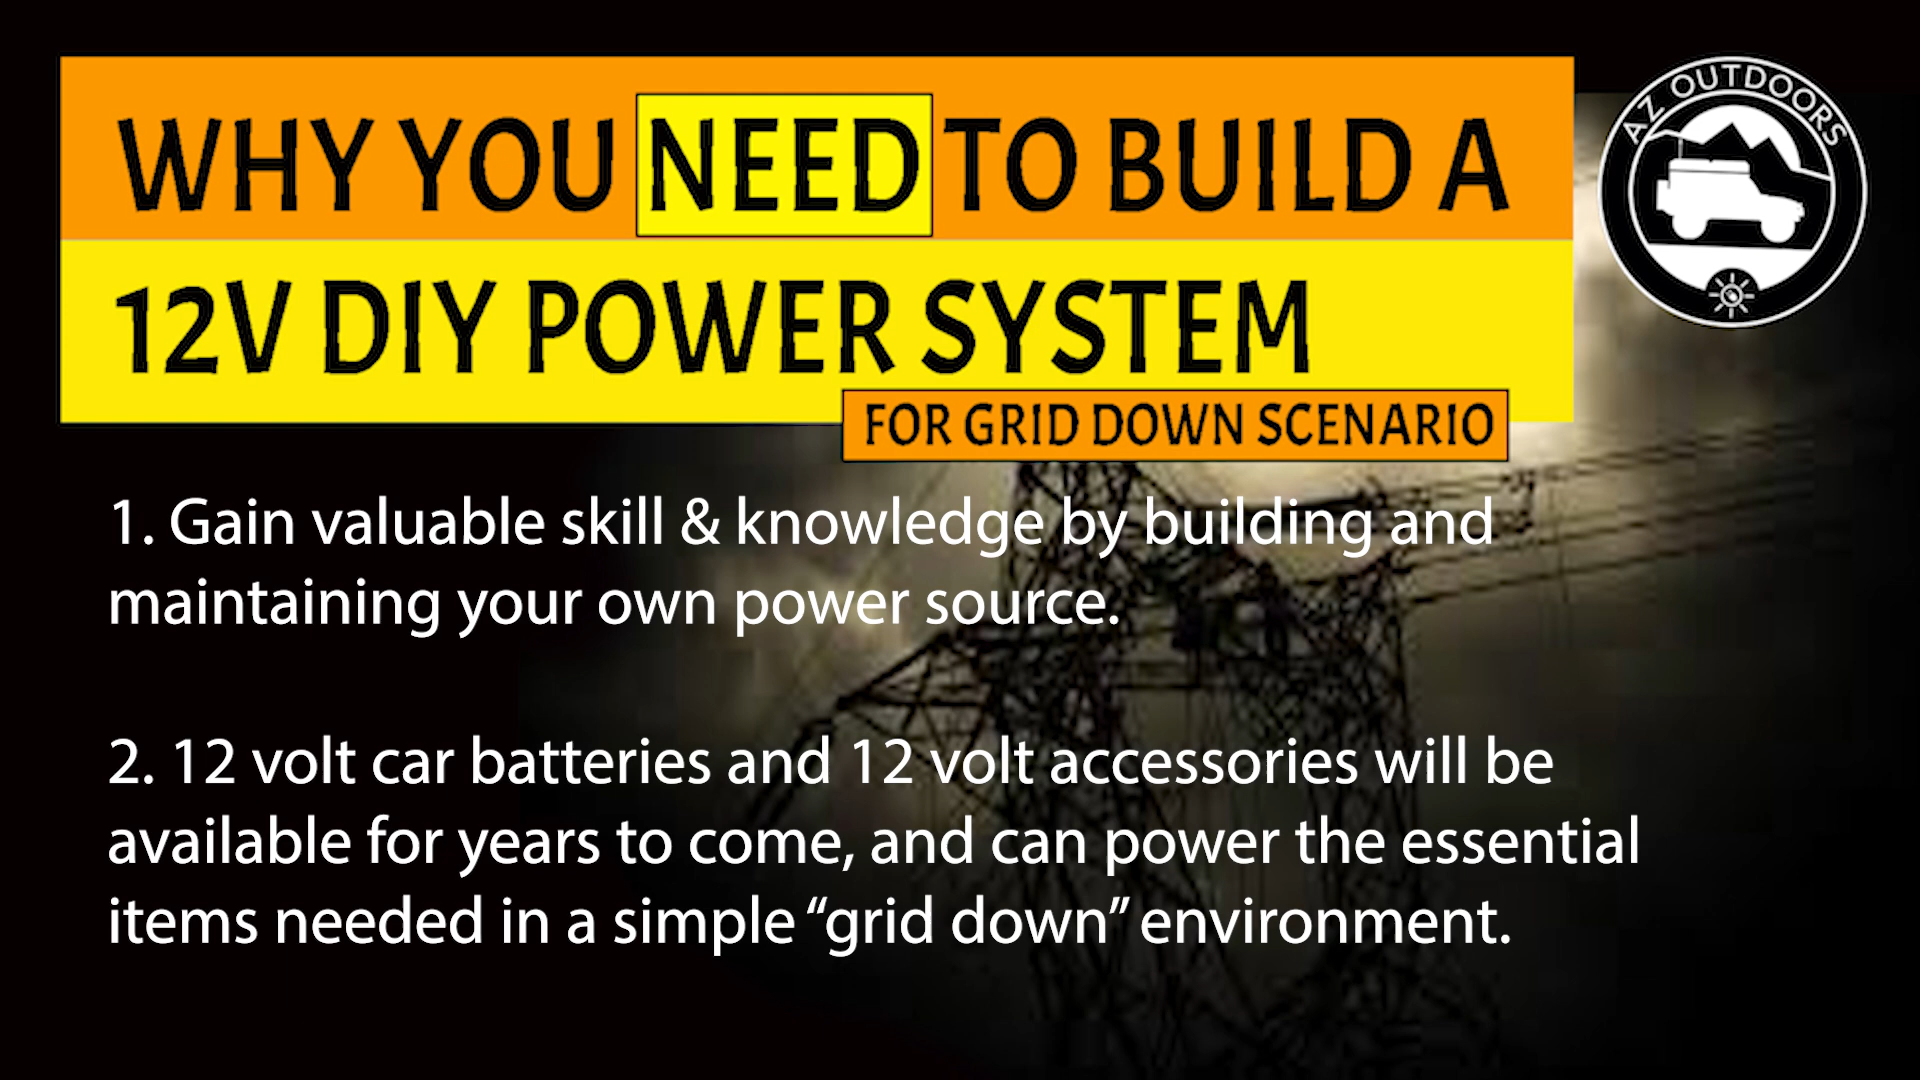 WHY YOU NEED TO BUILD A
12V DIY POWER SYSTEM
FOR GRID DOWN SCENARIO
AZ OUTDOORS
1. Gain valuable skill & knowledge by building and
maintaining your own power source.
2. 12 volt car batteries and 12 volt accessories will be
available for years to come, and can power the essential
items needed in a simple “grid down” environment.